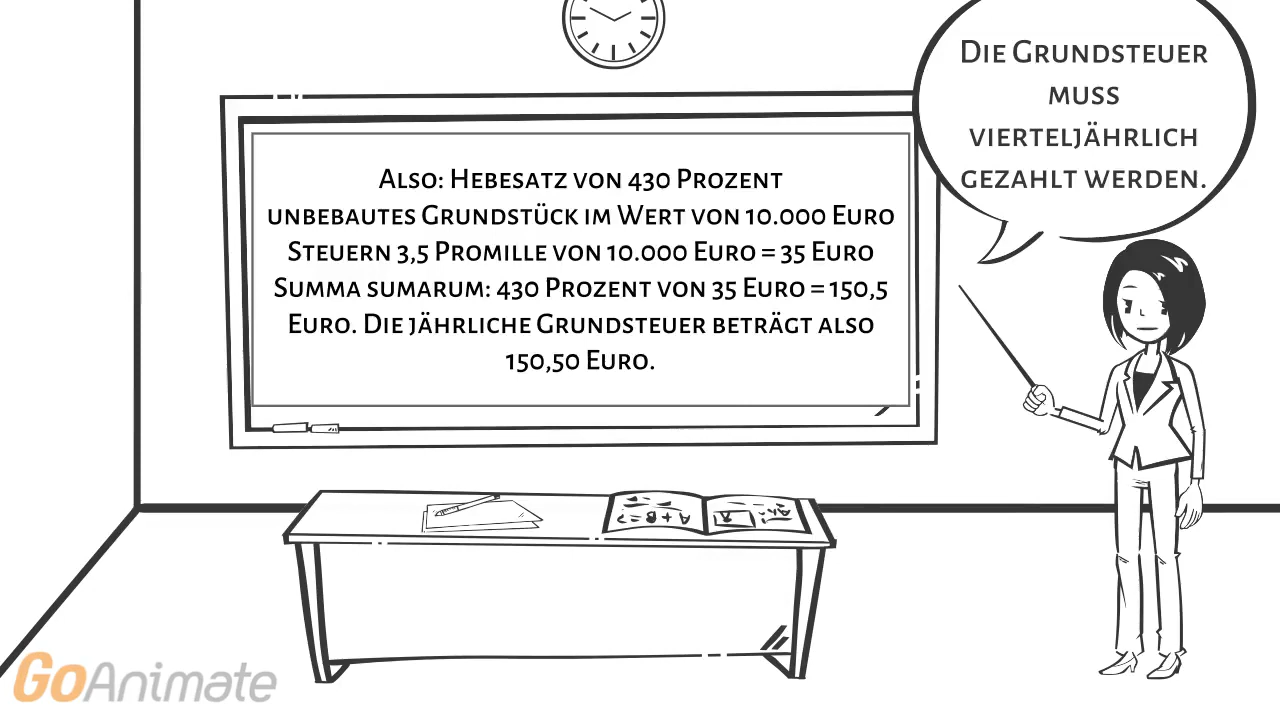 Die Grundsteuer
muss
vierteljährlich
gezahlt werden.
Also: Hebesatz von 430 Prozent
unbebautes Grundstück im Wert von 10.000 Euro
Steuern 3,5 Promille von 10.000 Euro = 35 Euro
Summa sumarum: 430 Prozent von 35 Euro = 150,5
Euro. Die jährliche Grundsteuer beträgt also
150,50 Euro.
GoAnimate